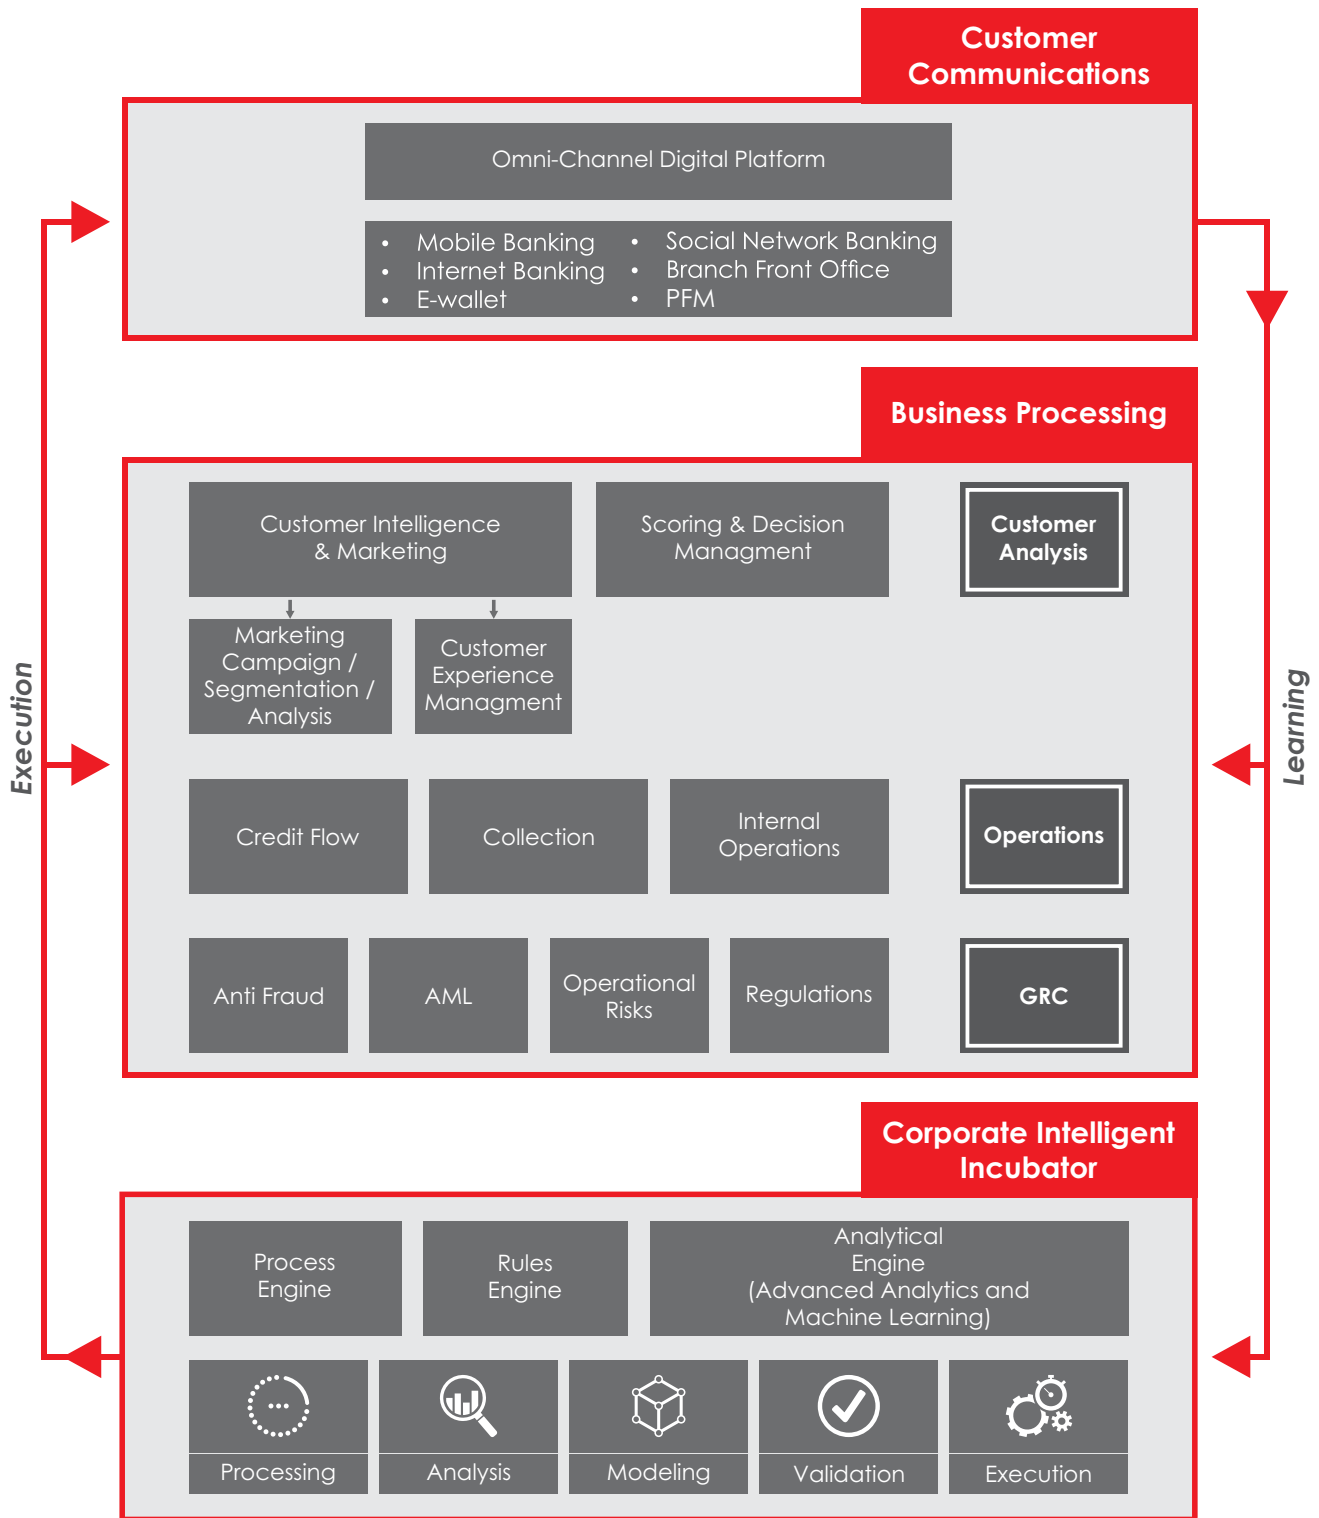 Customer
Communications
Omni-Channel Digital Platform
• Mobile Banking
• Internet Banking
• E-wallet
• Social Network Banking
• Branch Front Office
• PFM
Business Processing
Customer Intelligence
& Marketing
Scoring & Decision
Managment
Customer
Analysis
Marketing
Campaign /
Segmentation /
Analysis
Customer
Experience
Managment
Execution
Learning
Credit Flow
Collection
Internal
Operations
Operations
Anti Fraud
AML
Operational
Risks
Regulations
GRC
Corporate Intelligent
Incubator
Process
Engine
Rules
Engine
Analytical
Engine
(Advanced Analytics and
Machine Learning)
Processing
Analysis
Modeling
Validation
Execution